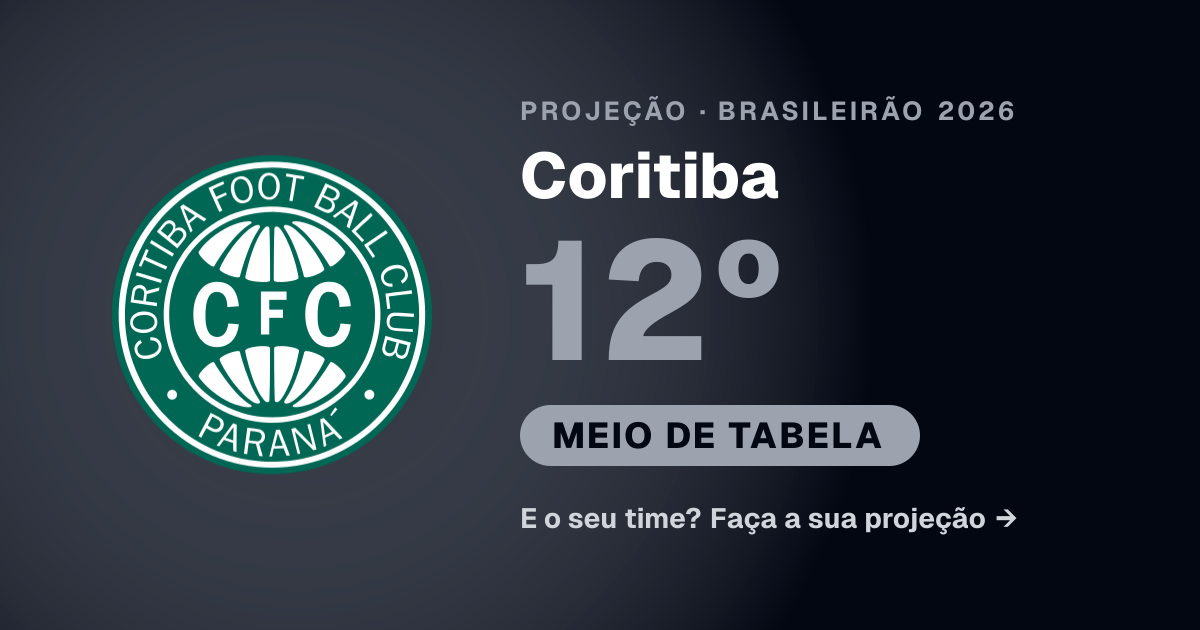 CORITIBA FOOT BALL CLUB
CFC
• PARANÁ •
PROJEÇÃO · BRASILEIRÃO 2026
Coritiba
12º
MEIO DE TABELA
E o seu time? Faça a sua projeção →